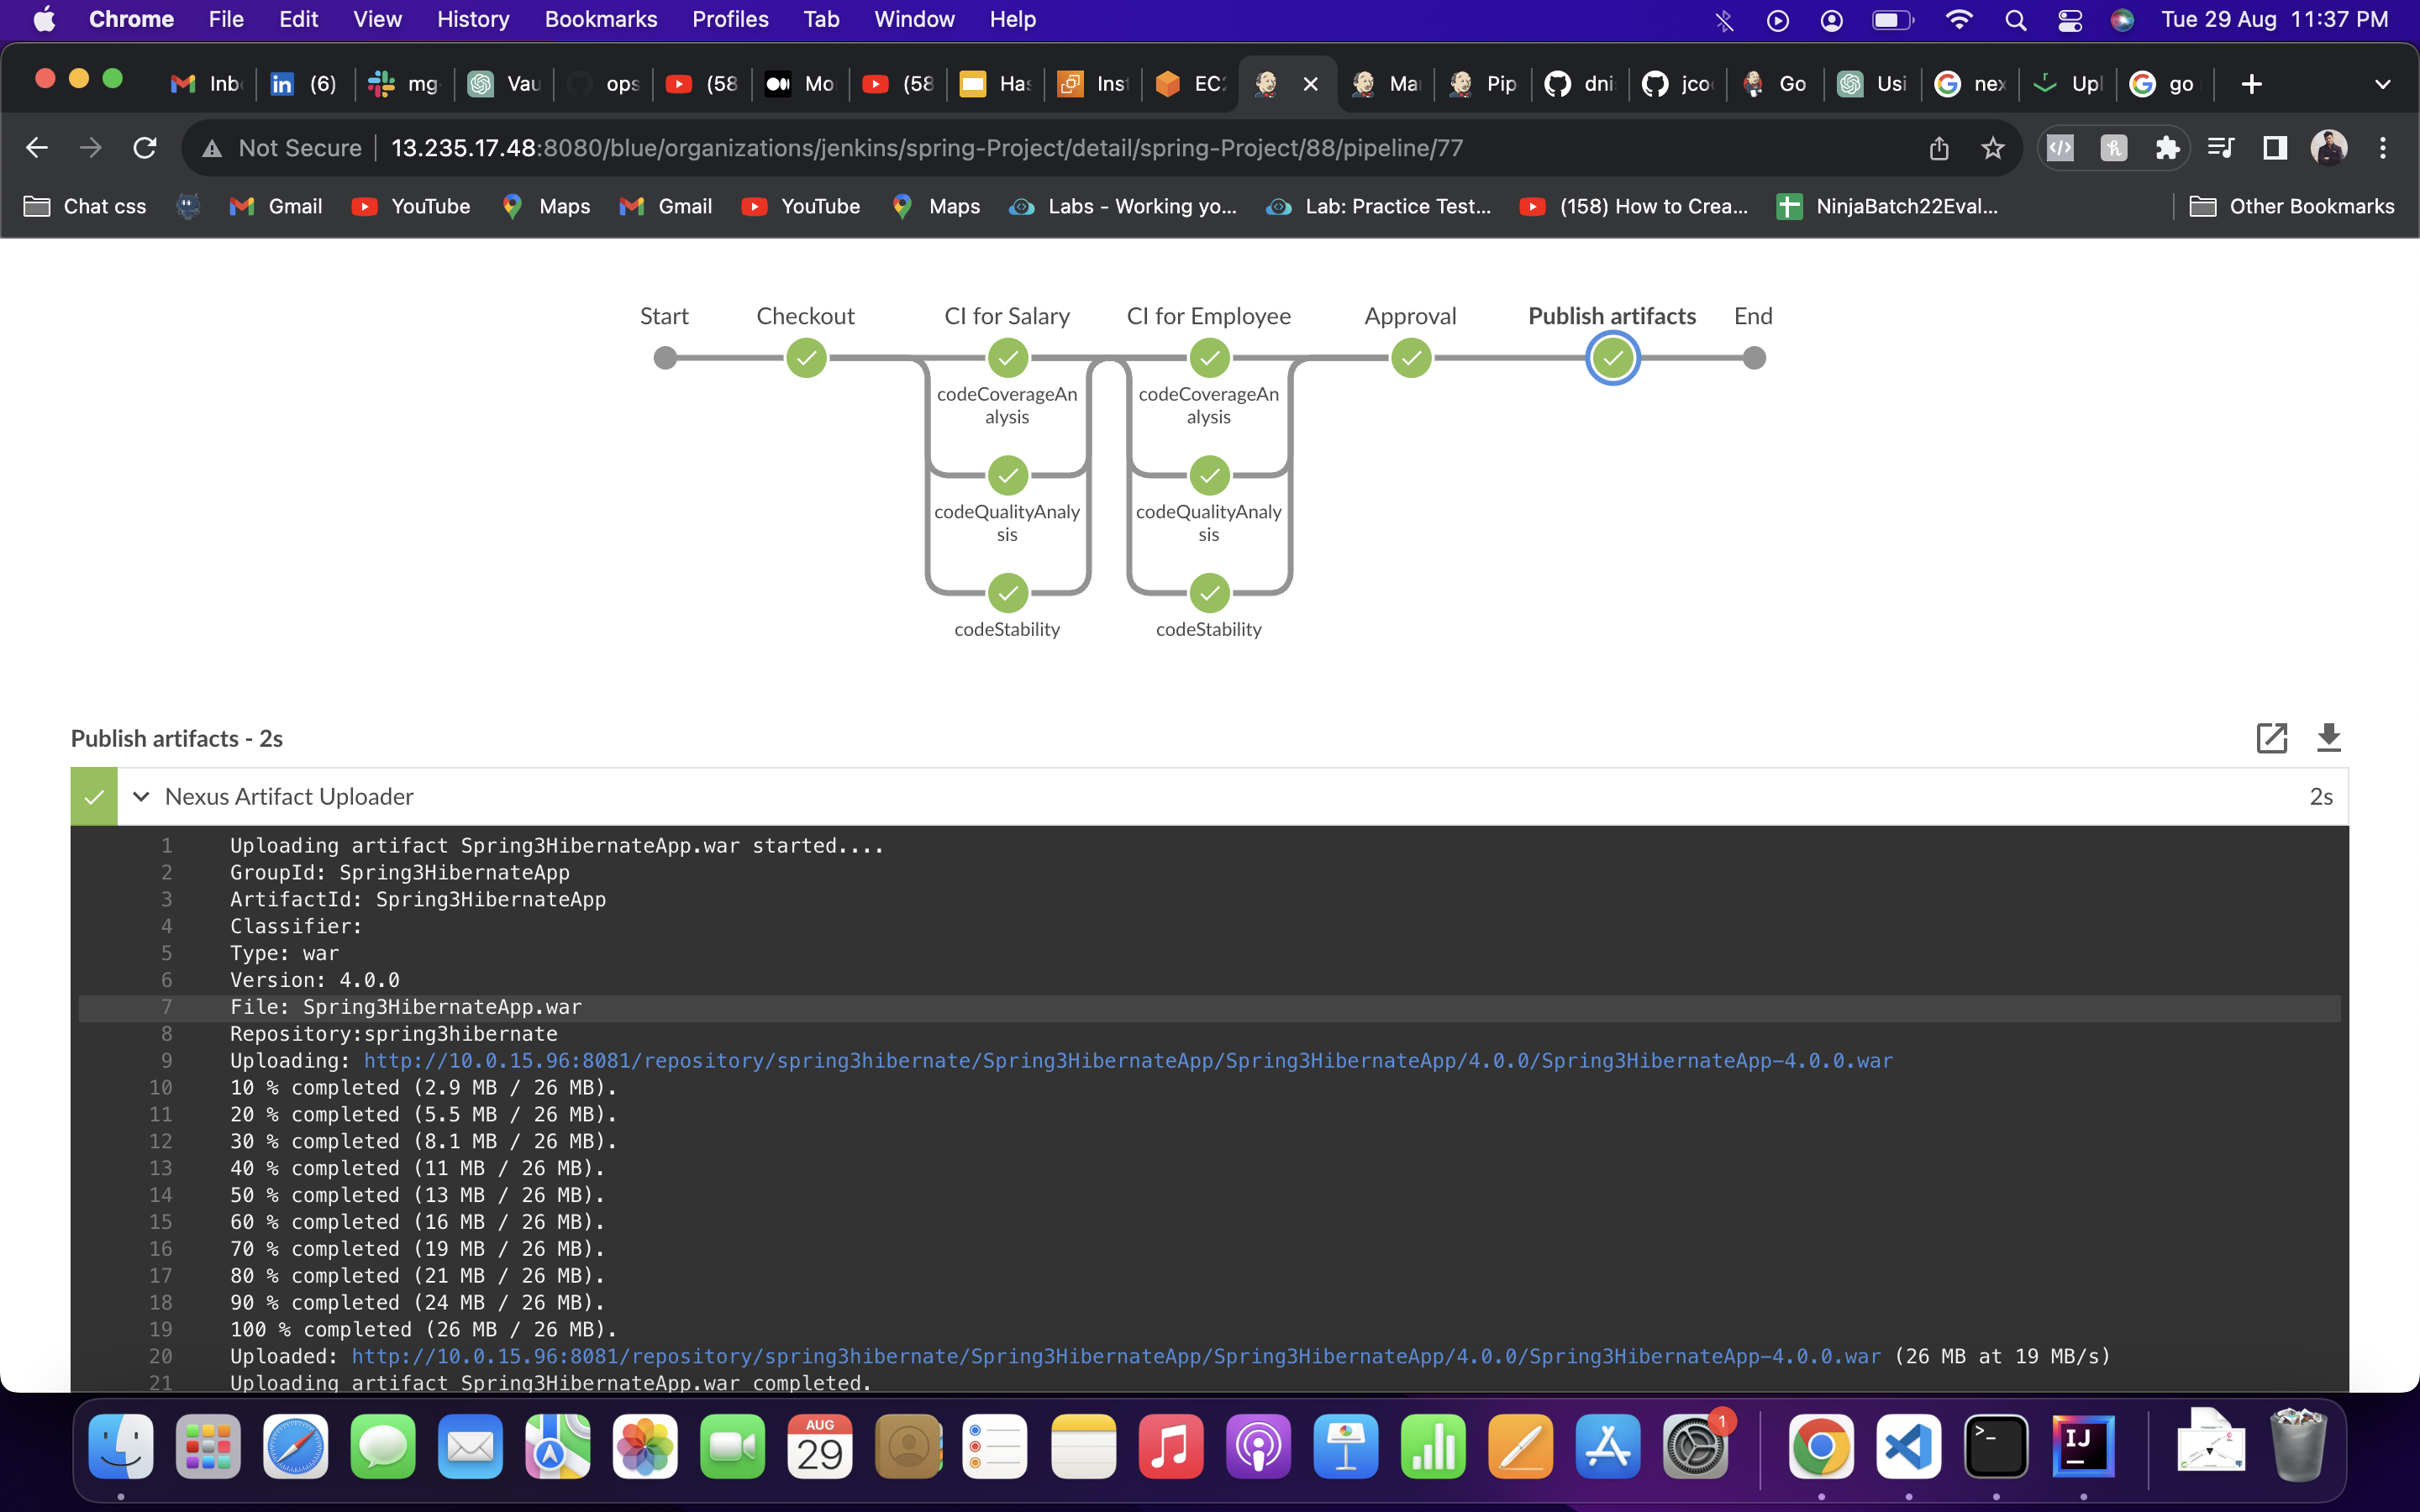 Chrome File Edit View History Bookmarks Profiles Tab Window Help Tue 29 Aug 11:37 PM
Inb (6) mg Vau ops (58 Mo (58 Has Inst EC2 Ma Pip dni jco Go Usi nex Upl go
Not Secure 13.235.17.48:8080/blue/organizations/jenkins/spring-Project/detail/spring-Project/88/pipeline/77
Chat css Gmail YouTube Maps Gmail YouTube Maps Labs - Working yo... Lab: Practice Test... (158) How to Crea... NinjaBatch22Eval... Other Bookmarks
Start Checkout CI for Salary CI for Employee Approval Publish artifacts End
codeCoverageAn codeCoverageAn
alysis alysis
codeQualityAnaly codeQualityAnaly
sis sis
codeStability codeStability
Publish artifacts - 2s
Nexus Artifact Uploader 2s
1 Uploading artifact Spring3HibernateApp.war started....
2 GroupId: Spring3HibernateApp
3 ArtifactId: Spring3HibernateApp
4 Classifier:
5 Type: war
6 Version: 4.0.0
7 File: Spring3HibernateApp.war
8 Repository:spring3hibernate
9 Uploading: http://10.0.15.96:8081/repository/spring3hibernate/Spring3HibernateApp/Spring3HibernateApp/4.0.0/Spring3HibernateApp-4.0.0.war
10 10 % completed (2.9 MB / 26 MB).
11 20 % completed (5.5 MB / 26 MB).
12 30 % completed (8.1 MB / 26 MB).
13 40 % completed (11 MB / 26 MB).
14 50 % completed (13 MB / 26 MB).
15 60 % completed (16 MB / 26 MB).
16 70 % completed (19 MB / 26 MB).
17 80 % completed (21 MB / 26 MB).
18 90 % completed (24 MB / 26 MB).
19 100 % completed (26 MB / 26 MB).
20 Uploaded: http://10.0.15.96:8081/repository/spring3hibernate/Spring3HibernateApp/Spring3HibernateApp/4.0.0/Spring3HibernateApp-4.0.0.war (26 MB at 19 MB/s)
21 Uploading artifact Spring3HibernateApp.war completed.
AUG
29
1
IJ